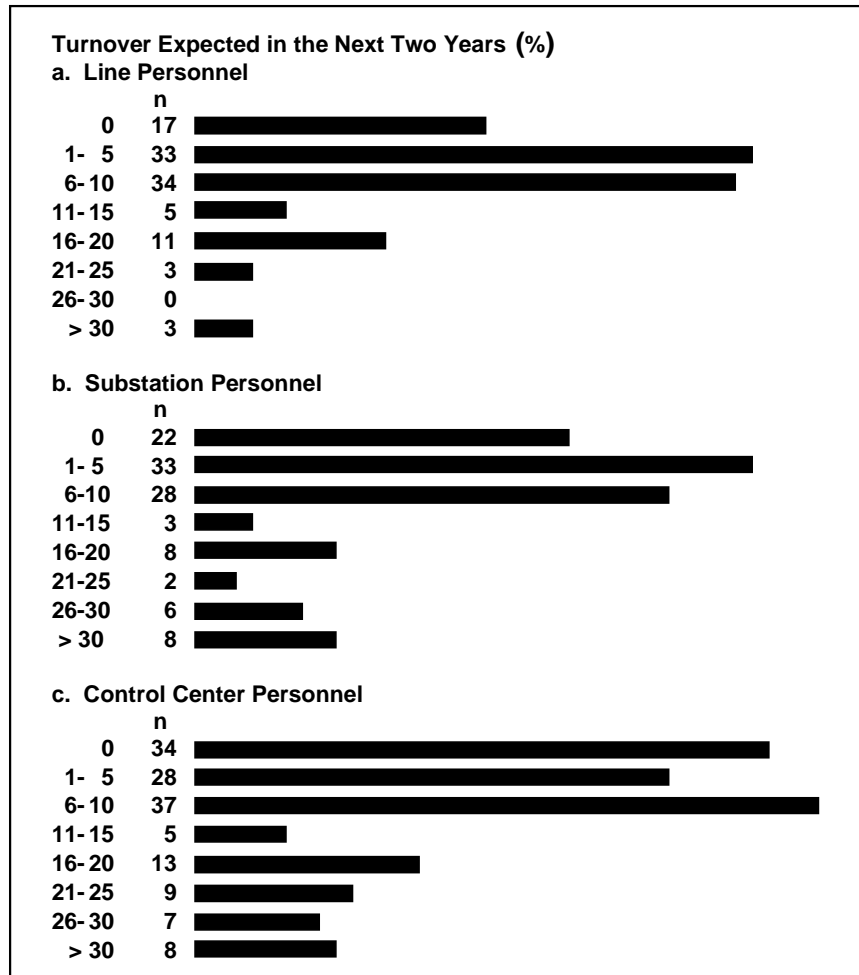 Turnover Expected in the Next Two Years (%)
a. Line Personnel
n
0 17
1- 5 33
6- 10 34
11- 15 5
16- 20 11
21- 25 3
26- 30 0
> 30 3
b. Substation Personnel
n
0 22
1- 5 33
6-10 28
11-15 3
16-20 8
21-25 2
26-30 6
> 30 8
c. Control Center Personnel
n
0 34
1- 5 28
6- 10 37
11- 15 5
16- 20 13
21- 25 9
26- 30 7
> 30 8